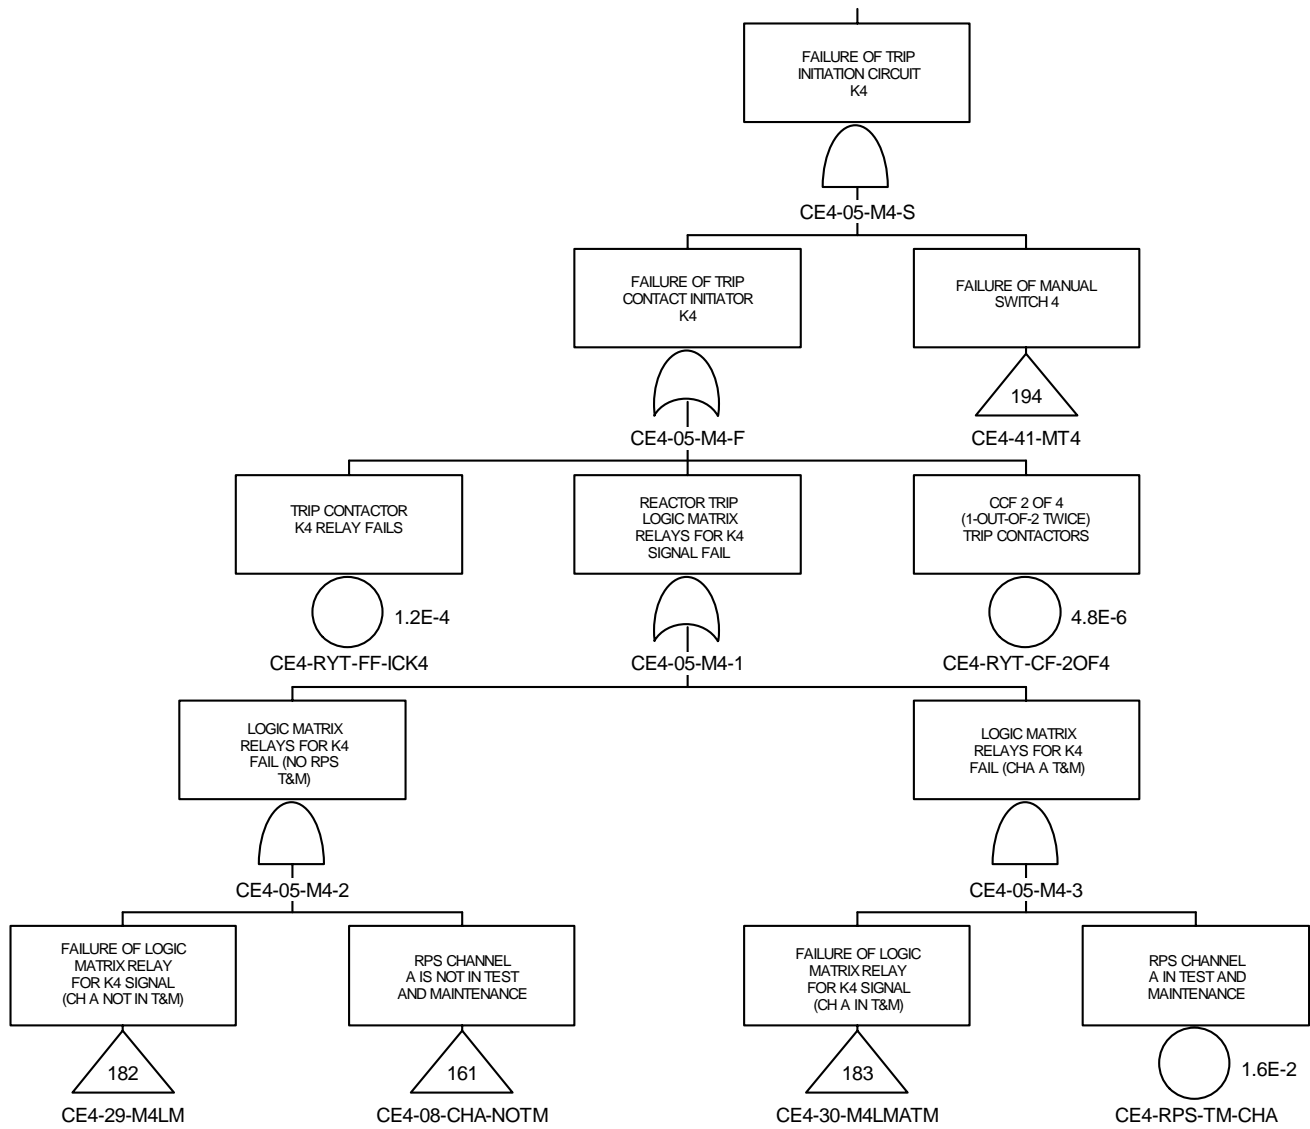 FAILURE OF TRIP
INITIATION CIRCUIT
K4
CE4-05-M4-S
FAILURE OF TRIP
CONTACT INITIATOR
K4
FAILURE OF MANUAL
SWITCH 4
194
CE4-05-M4-F
CE4-41-MT4
TRIP CONTACTOR
K4 RELAY FAILS
REACTOR TRIP
LOGIC MATRIX
RELAYS FOR K4
SIGNAL FAIL
CCF 2 OF 4
(1-OUT-OF-2 TWICE)
TRIP CONTACTORS
1.2E-4
4.8E-6
CE4-RYT-FF-ICK4
CE4-05-M4-1
CE4-RYT-CF-2OF4
LOGIC MATRIX
RELAYS FOR K4
FAIL (NO RPS
T&M)
LOGIC MATRIX
RELAYS FOR K4
FAIL (CHA A T&M)
CE4-05-M4-2
CE4-05-M4-3
FAILURE OF LOGIC
MATRIX RELAY
FOR K4 SIGNAL
(CH A NOT IN T&M)
RPS CHANNEL
A IS NOT IN TEST
AND MAINTENANCE
FAILURE OF LOGIC
MATRIX RELAY
FOR K4 SIGNAL
(CH A IN T&M)
RPS CHANNEL
A IN TEST AND
MAINTENANCE
182
161
183
1.6E-2
CE4-29-M4LM
CE4-08-CHA-NOTM
CE4-30-M4LMATM
CE4-RPS-TM-CHA